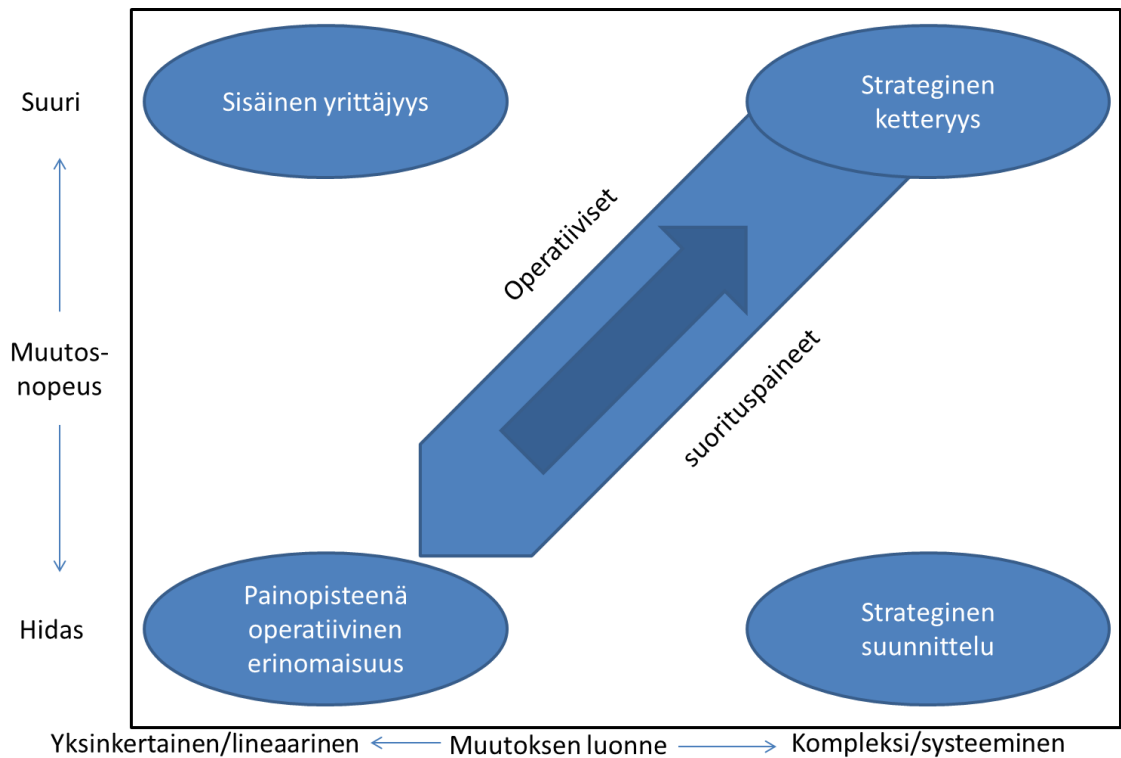 Suuri
Sisäinen yrittäjyys
Strateginen
ketteryys
Operatiiviset
suorituspaineet
Muutos-
nopeus
Hidas
Painopisteenä
operatiivinen
erinomaisuus
Strateginen
suunnittelu
Yksinkertainen/lineaarinen
Muutoksen luonne
Kompleksi/systeeminen